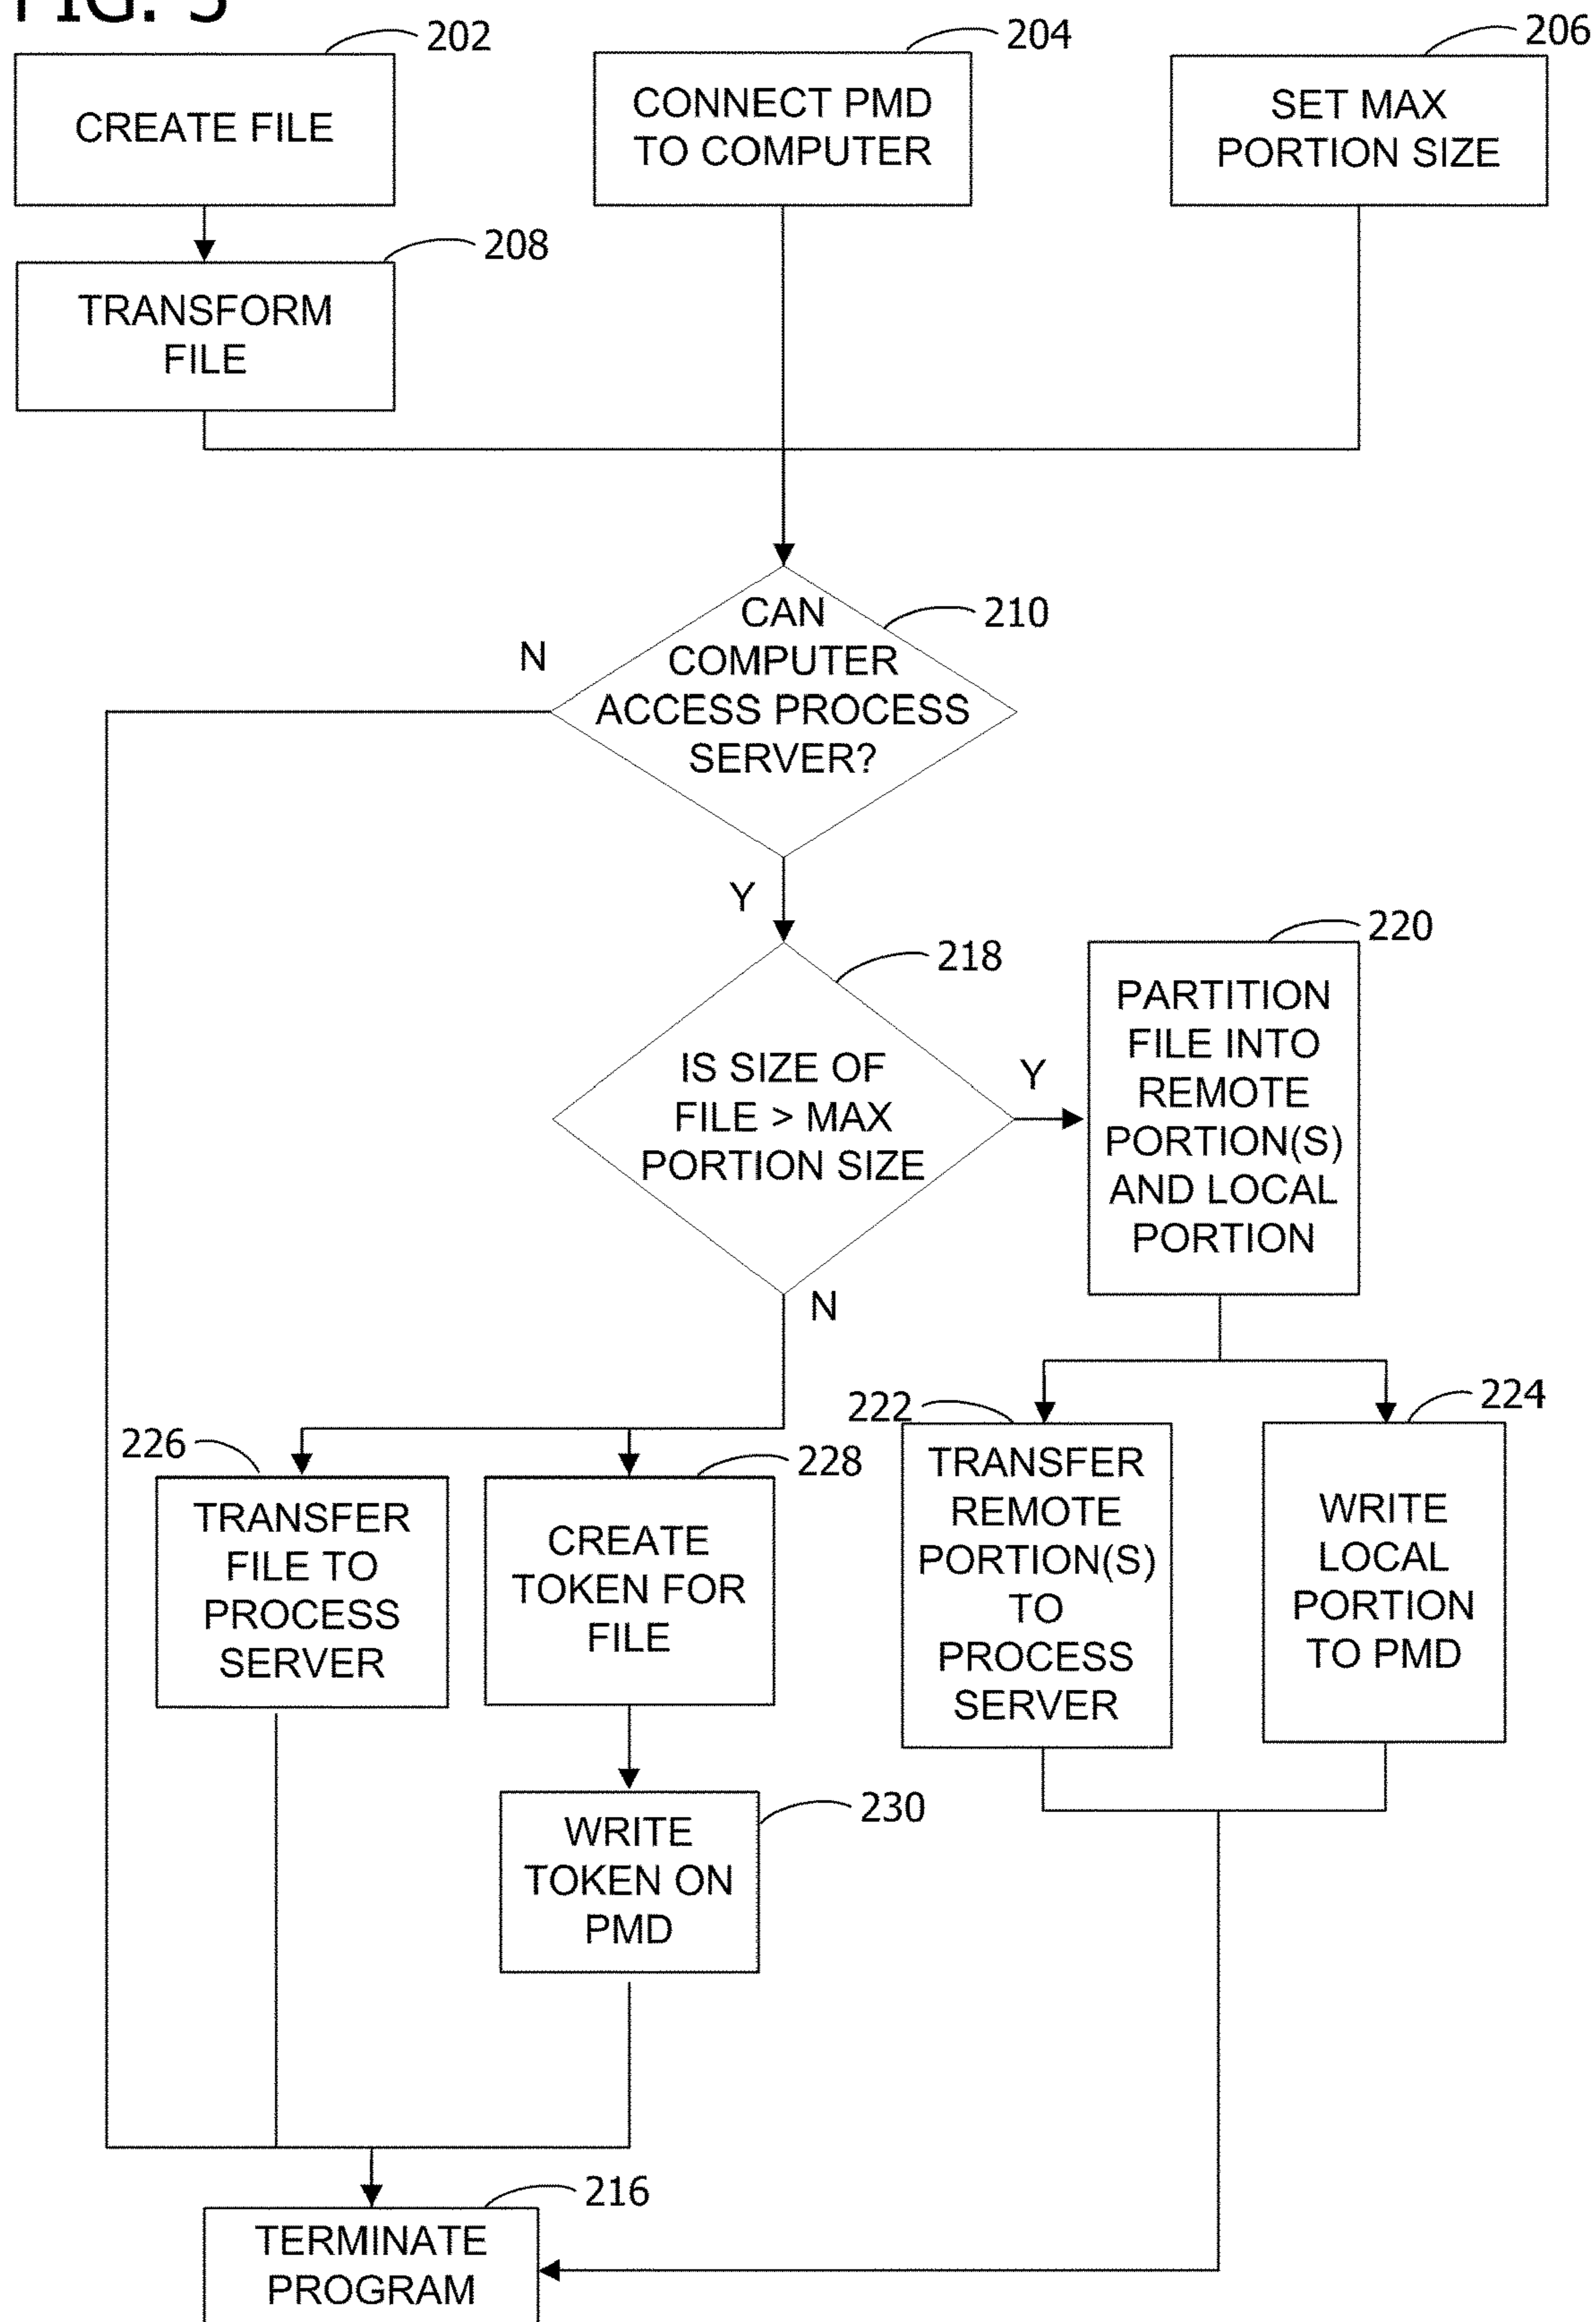 202
204
206
CREATE FILE
CONNECT PMD
TO COMPUTER
SET MAX
PORTION SIZE
208
TRANSFORM
FILE
210
CAN
COMPUTER
ACCESS PROCESS
SERVER?
N
Y
218
IS SIZE OF
FILE > MAX
PORTION SIZE
Y
N
220
PARTITION
FILE INTO
REMOTE
PORTION(S)
AND LOCAL
PORTION
222
TRANSFER
REMOTE
PORTION(S)
TO
PROCESS
SERVER
224
WRITE
LOCAL
PORTION
TO PMD
226
TRANSFER
FILE TO
PROCESS
SERVER
228
CREATE
TOKEN FOR
FILE
230
WRITE
TOKEN ON
PMD
216
TERMINATE
PROGRAM